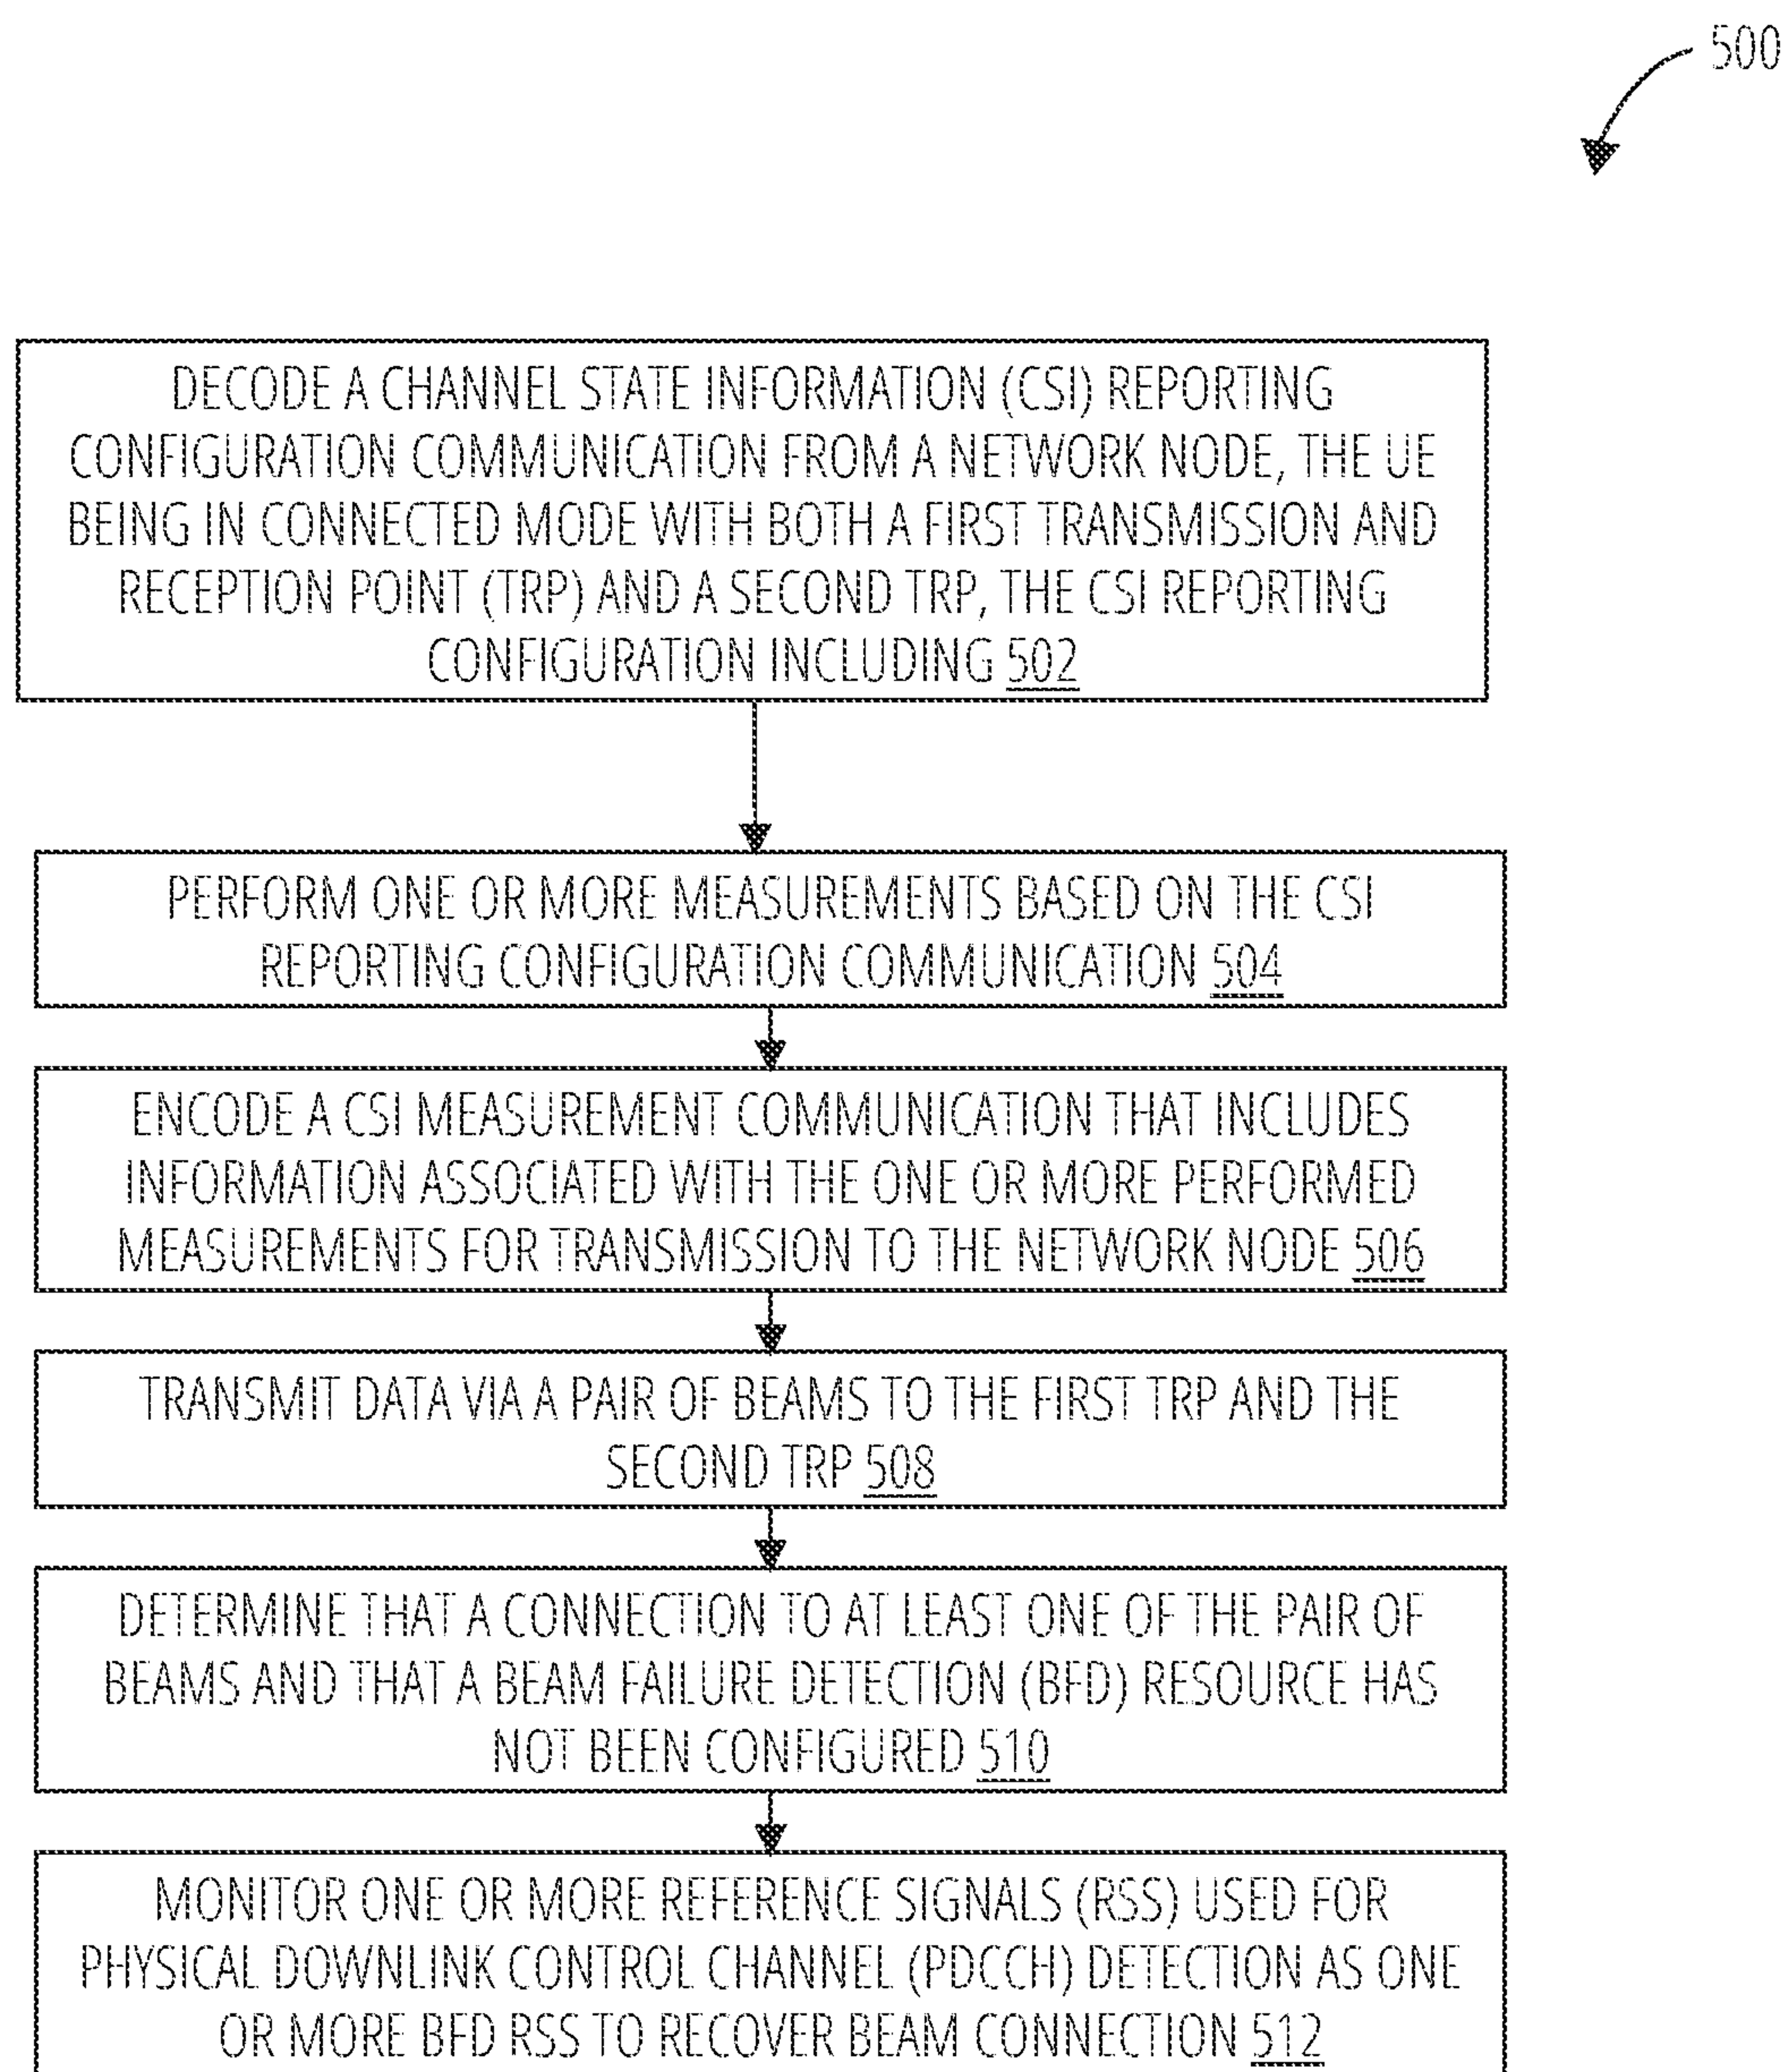 500
DECODE A CHANNEL STATE INFORMATION (CSI) REPORTING
CONFIGURATION COMMUNICATION FROM A NETWORK NODE, THE UE
BEING IN CONNECTED MODE WITH BOTH A FIRST TRANSMISSION AND
RECEPTION POINT (TRP) AND A SECOND TRP, THE CSI REPORTING
CONFIGURATION INCLUDING 502
PERFORM ONE OR MORE MEASUREMENTS BASED ON THE CSI
REPORTING CONFIGURATION COMMUNICATION 504
ENCODE A CSI MEASUREMENT COMMUNICATION THAT INCLUDES
INFORMATION ASSOCIATED WITH THE ONE OR MORE PERFORMED
MEASUREMENTS FOR TRANSMISSION TO THE NETWORK NODE 506
TRANSMIT DATA VIA A PAIR OF BEAMS TO THE FIRST TRP AND THE
SECOND TRP 508
DETERMINE THAT A CONNECTION TO AT LEAST ONE OF THE PAIR OF
BEAMS AND THAT A BEAM FAILURE DETECTION (BFD) RESOURCE HAS
NOT BEEN CONFIGURED 510
MONITOR ONE OR MORE REFERENCE SIGNALS (RSS) USED FOR
PHYSICAL DOWNLINK CONTROL CHANNEL (PDCCH) DETECTION AS ONE
OR MORE BFD RSS TO RECOVER BEAM CONNECTION 512